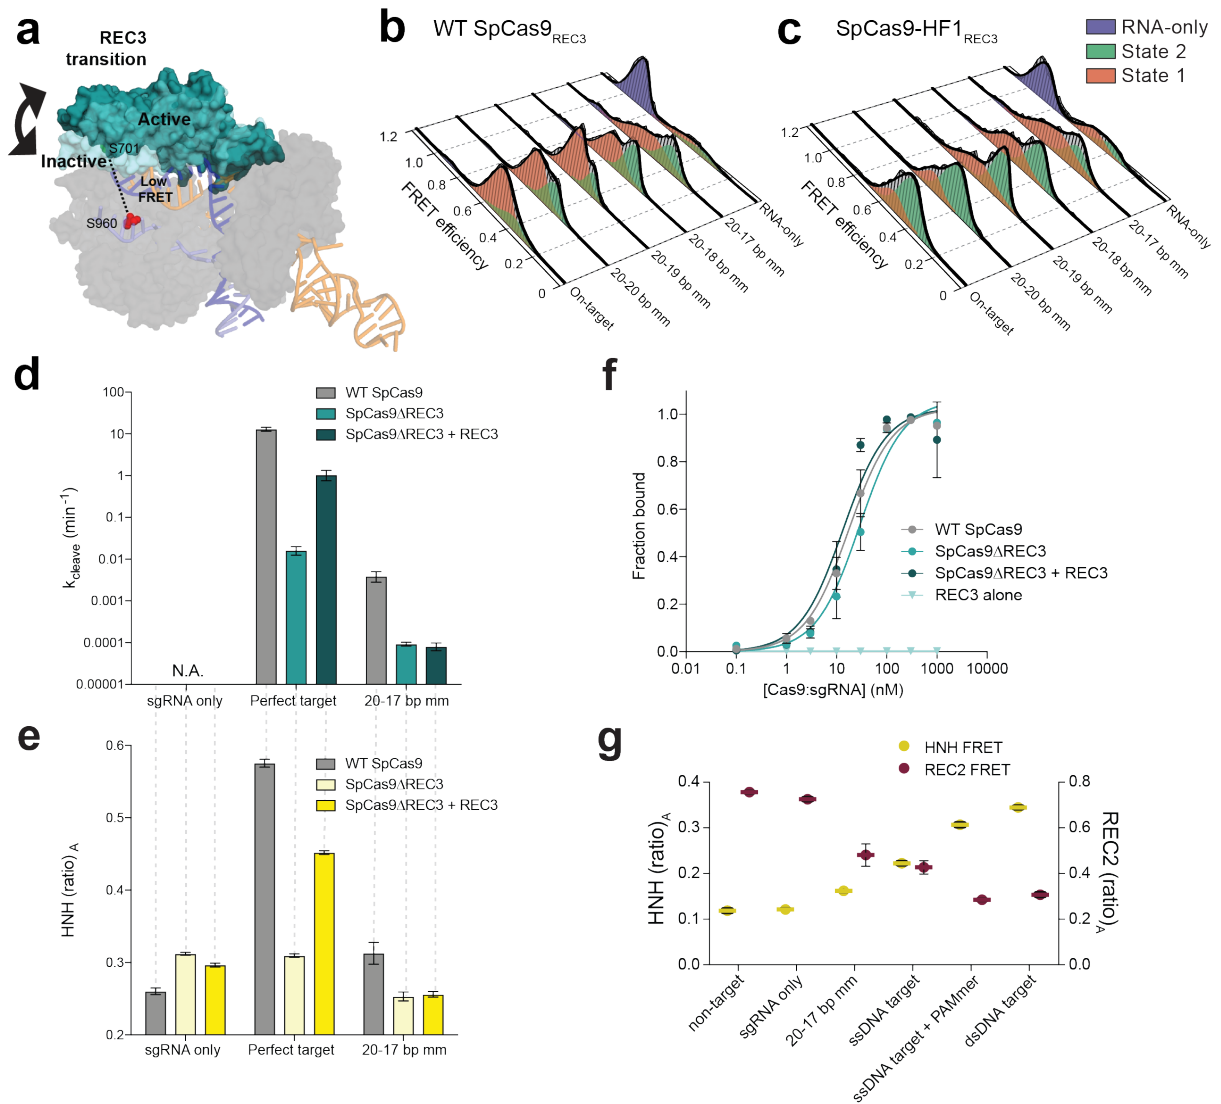 a
REC3
transition
Active
Inactive
S701
Low
FRET
S960
b
WT SpCas9REC3
1.2
1.0
0.8
0.6
0.4
0.2
0
FRET efficiency
On-target
20-20 bp mm
20-19 bp mm
20-18 bp mm
20-17 bp mm
RNA-only
c
SpCas9-HF1REC3
1.2
1.0
0.8
0.6
0.4
0.2
0
FRET efficiency
On-target
20-20 bp mm
20-19 bp mm
20-18 bp mm
20-17 bp mm
RNA-only
RNA-only
State 2
State 1
d
WT SpCas9
SpCas9ΔREC3
SpCas9ΔREC3 + REC3
kcleave (min-1)
100
10
1
0.1
0.01
0.001
0.0001
0.00001
N.A.
sgRNA only
Perfect target
20-17 bp mm
e
WT SpCas9
SpCas9ΔREC3
SpCas9ΔREC3 + REC3
HNH (ratio)A
0.6
0.5
0.4
0.3
0.2
sgRNA only
Perfect target
20-17 bp mm
f
Fraction bound
1.0
0.8
0.6
0.4
0.2
0.0
WT SpCas9
SpCas9ΔREC3
SpCas9ΔREC3 + REC3
REC3 alone
0.01
0.1
1
10
100
1000
10000
[Cas9:sgRNA] (nM)
g
HNH FRET
REC2 FRET
HNH (ratio)A
0.4
0.3
0.2
0.1
0.0
0.8
0.6
0.4
0.2
0.0
REC2 (ratio)A
non-target
sgRNA only
20-17 bp mm
ssDNA target
ssDNA target + PAMmer
dsDNA target